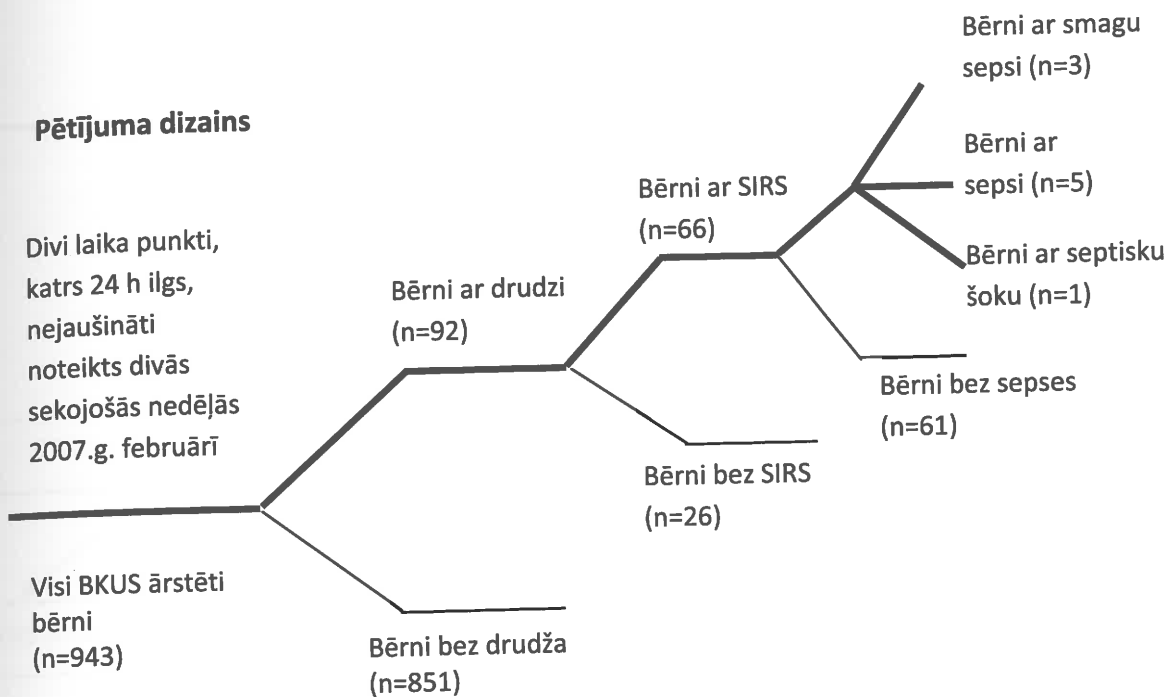 Pētījuma dizains
Divi laika punkti,
katrs 24 h ilgs,
nejaušināti
noteikts divās
sekojošās nedēļās
2007.g. februārī
Visi BKUS ārstēti
bērni
(n=943)
Bērni ar drudzi
(n=92)
Bērni bez drudža
(n=851)
Bērni ar SIRS
(n=66)
Bērni bez SIRS
(n=26)
Bērni ar smagu
sepsi (n=3)
Bērni ar
sepsi (n=5)
Bērni ar septisku
šoku (n=1)
Bērni bez sepses
(n=61)